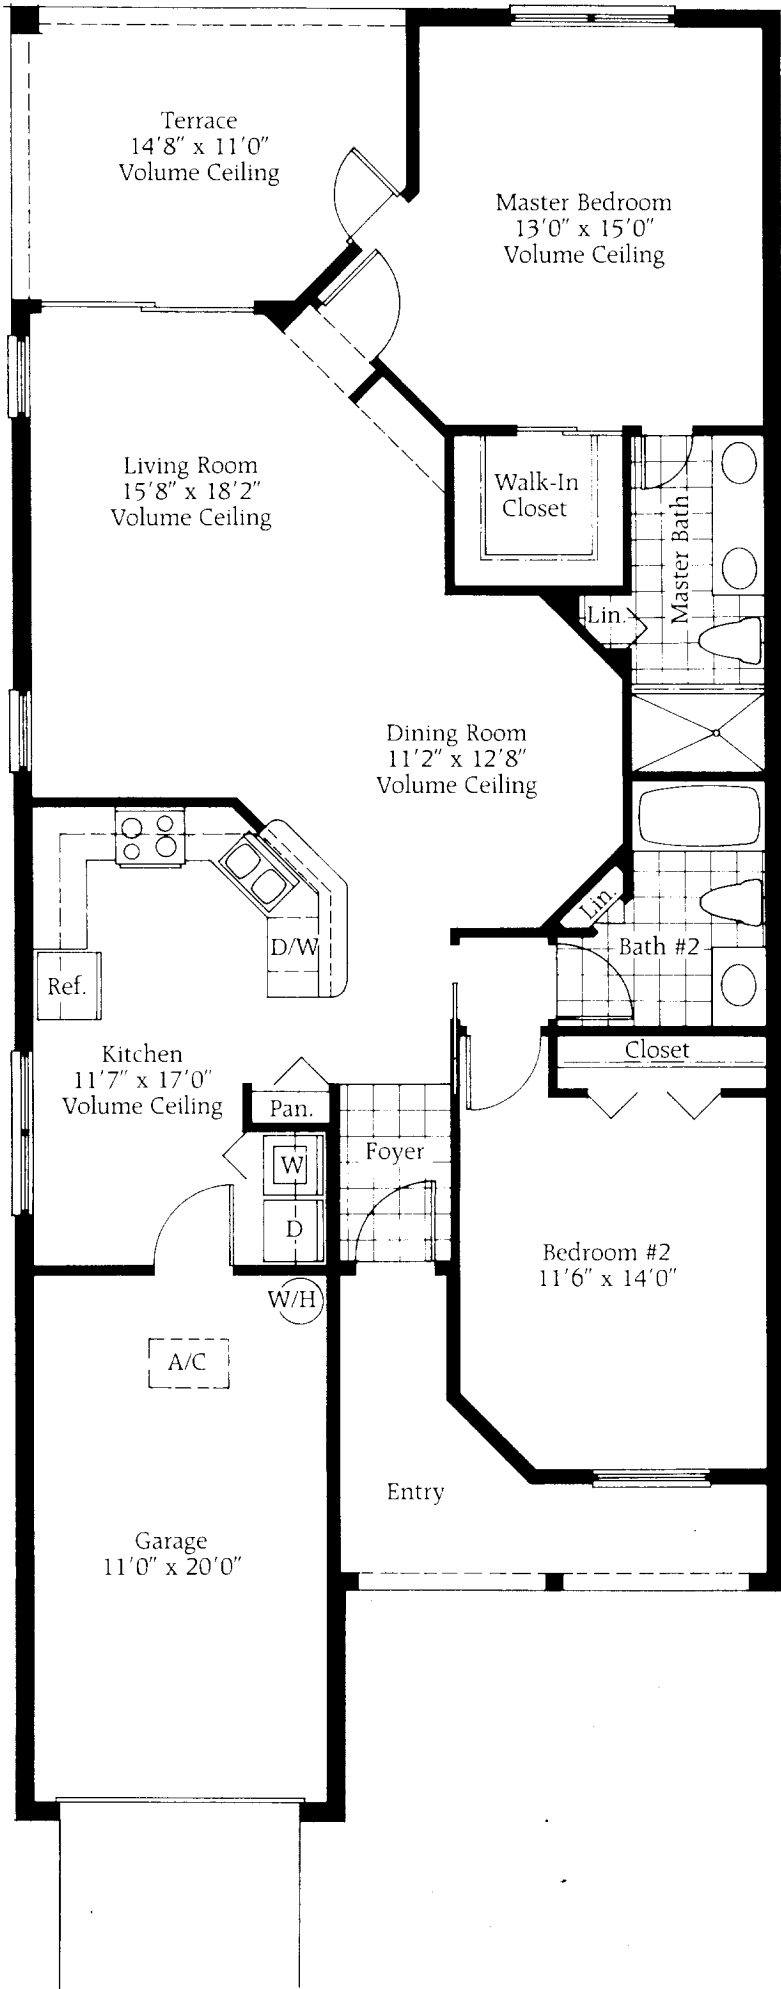 Terrace
14'8" x 11'0"
Volume Ceiling
Master Bedroom
13'0" x 15'0"
Volume Ceiling
Living Room
15'8" x 18'2"
Volume Ceiling
Walk-In
Closet
Master Bath
Lin.
Dining Room
11'2" x 12'8"
Volume Ceiling
Lin.
D/W
Bath #2
Ref.
Kitchen
11'7" x 17'0"
Volume Ceiling
Closet
Pan.
Foyer
W
D
Bedroom #2
11'6" x 14'0"
W/H
A/C
Entry
Garage
11'0" x 20'0"